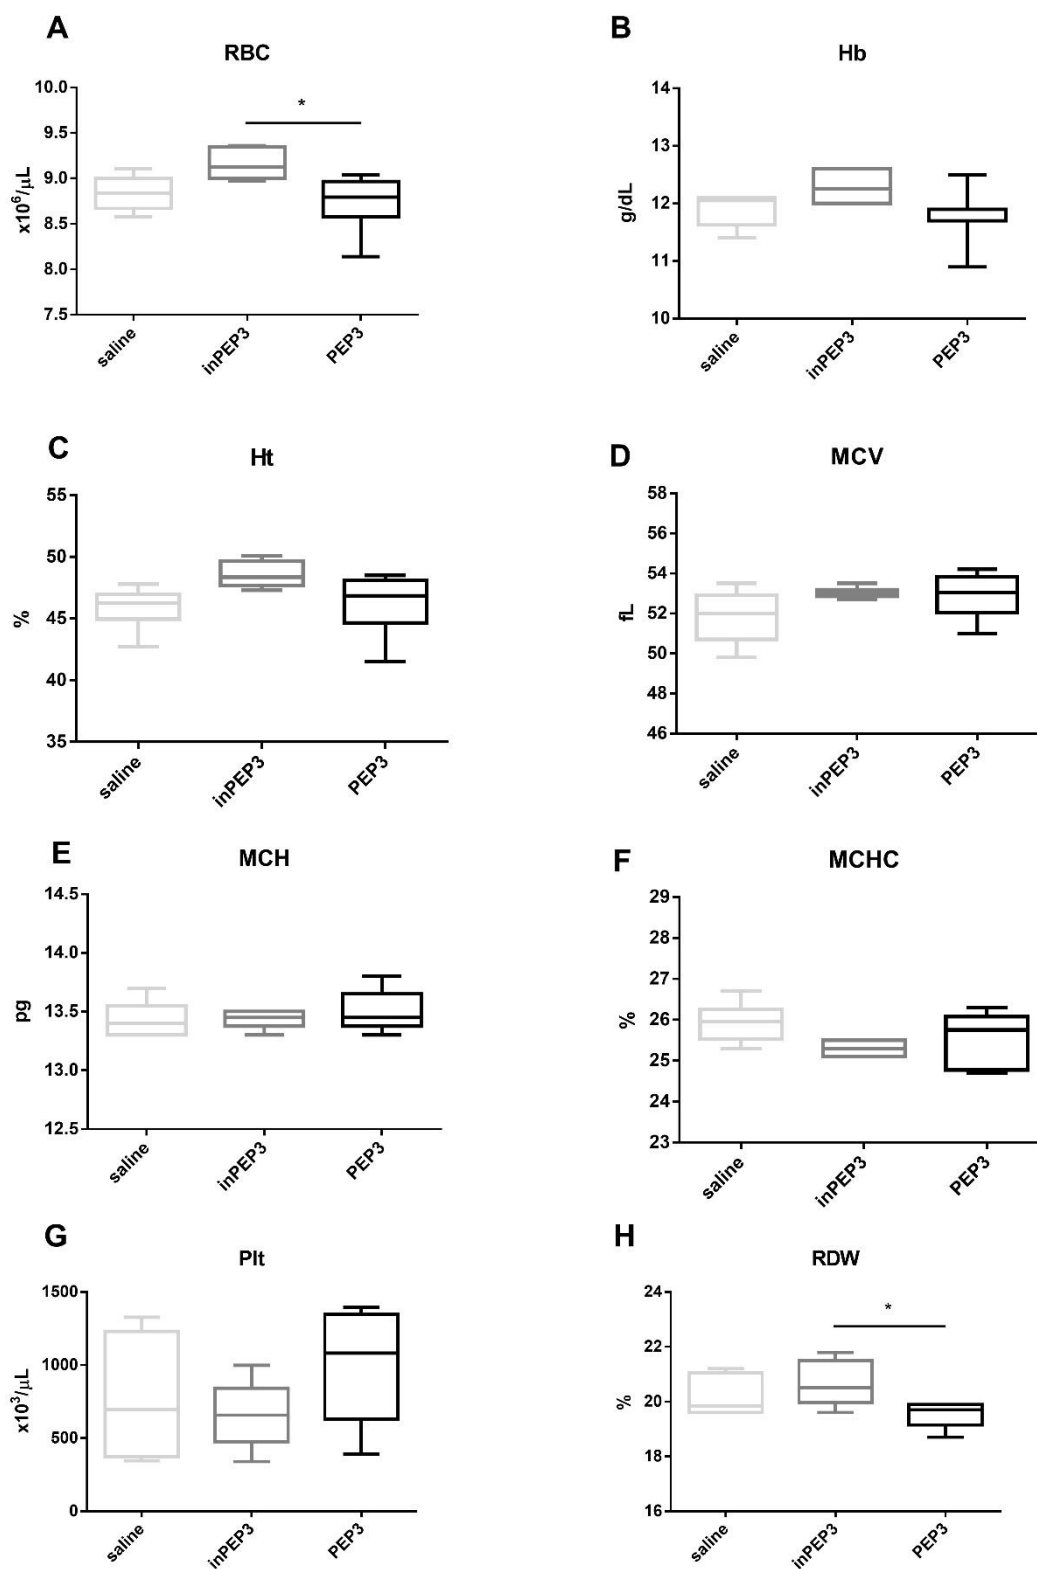 A
RBC
10.0
9.5
9.0
8.5
8.0
7.5
x10⁶/µL
*
saline
inPEP3
PEP3
B
Hb
14
13
12
11
10
g/dL
saline
inPEP3
PEP3
C
Ht
55
50
45
40
35
%
saline
inPEP3
PEP3
D
MCV
58
56
54
52
50
48
46
fL
saline
inPEP3
PEP3
E
MCH
14.5
14.0
13.5
13.0
12.5
pg
saline
inPEP3
PEP3
F
MCHC
29
28
27
26
25
24
23
%
saline
inPEP3
PEP3
G
Plt
1500
1000
500
0
x10³/µL
saline
inPEP3
PEP3
H
RDW
24
22
20
18
16
%
*
saline
inPEP3
PEP3